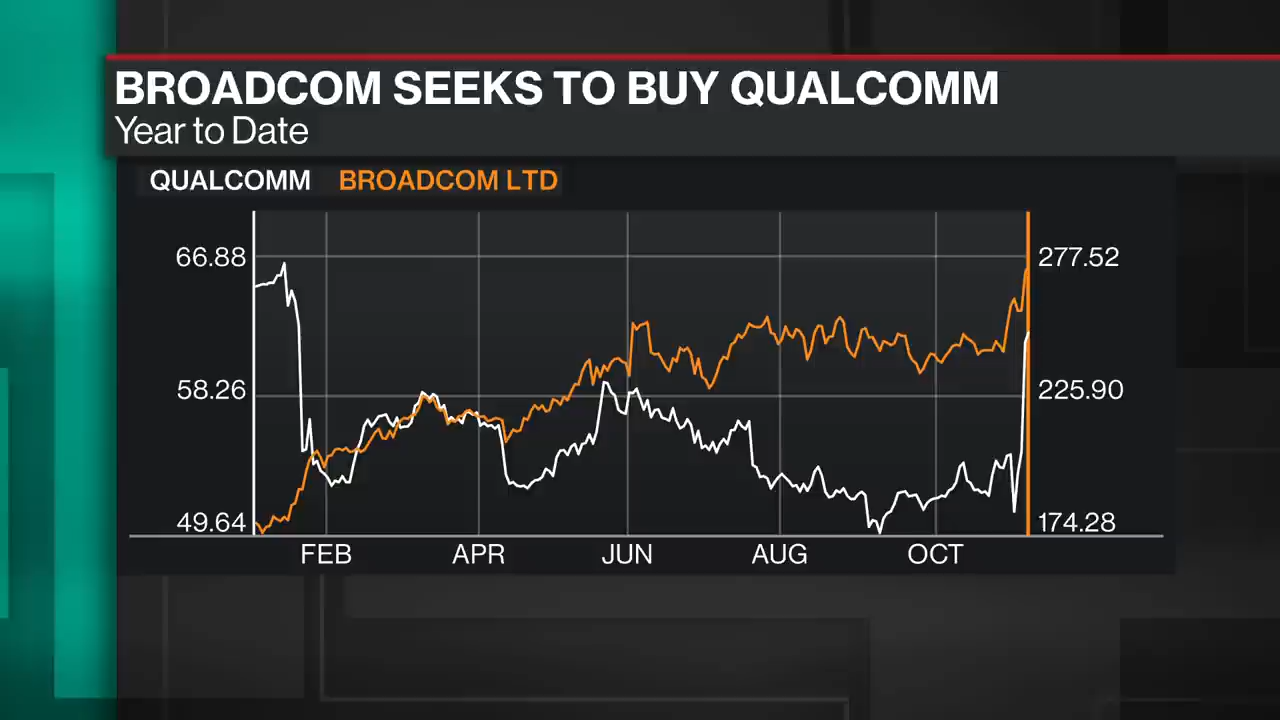 BROADCOM SEEKS TO BUY QUALCOMM
Year to Date
QUALCOMM BROADCOM LTD
66.88 277.52
58.26 225.90
49.64 174.28
FEB APR JUN AUG OCT